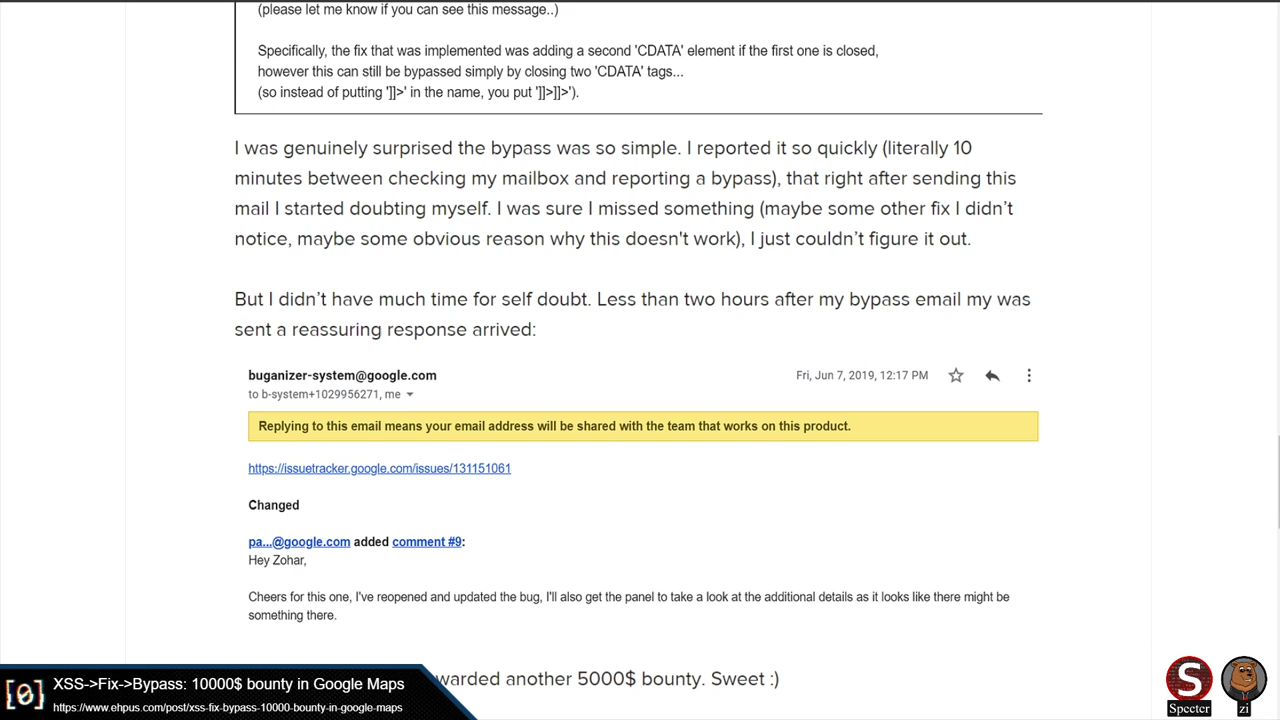 (please let me know if you can see this message..)
Specifically, the fix that was implemented was adding a second 'CDATA' element if the first one is closed,
however this can still be bypassed simply by closing two 'CDATA' tags...
(so instead of putting ']]>' in the name, you put ']]>]]>').
I was genuinely surprised the bypass was so simple. I reported it so quickly (literally 10
minutes between checking my mailbox and reporting a bypass), that right after sending this
mail I started doubting myself. I was sure I missed something (maybe some other fix I didn’t
notice, maybe some obvious reason why this doesn't work), I just couldn’t figure it out.
But I didn’t have much time for self doubt. Less than two hours after my bypass email my was
sent a reassuring response arrived:
buganizer-system@google.com
Fri, Jun 7, 2019, 12:17 PM
to b-system+1029956271, me
Replying to this email means your email address will be shared with the team that works on this product.
https://issuetracker.google.com/issues/131151061
Changed
pa...@google.com added comment #9:
Hey Zohar,
Cheers for this one, I've reopened and updated the bug, I'll also get the panel to take a look at the additional details as it looks like there might be
something there.
warded another 5000$ bounty. Sweet :)
[0] XSS->Fix->Bypass: 10000$ bounty in Google Maps
https://www.ehpus.com/post/xss-fix-bypass-10000-bounty-in-google-maps
S
Specter
zi